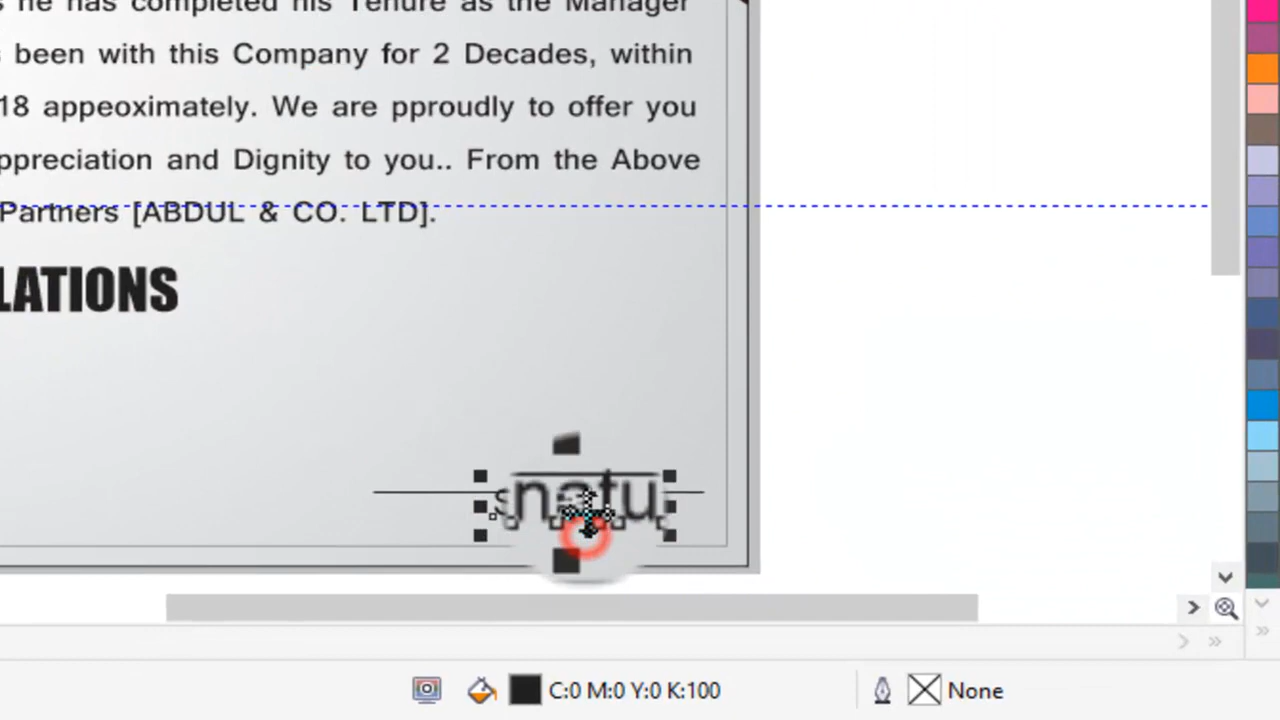 s he has completed his Tenure as the Manager
been with this Company for 2 Decades, within
18 appeoximately. We are pproudly to offer you
ppreciation and Dignity to you.. From the Above
Partners [ABDUL & CO. LTD].
LATIONS
snatu
C:0 M:0 Y:0 K:100
None